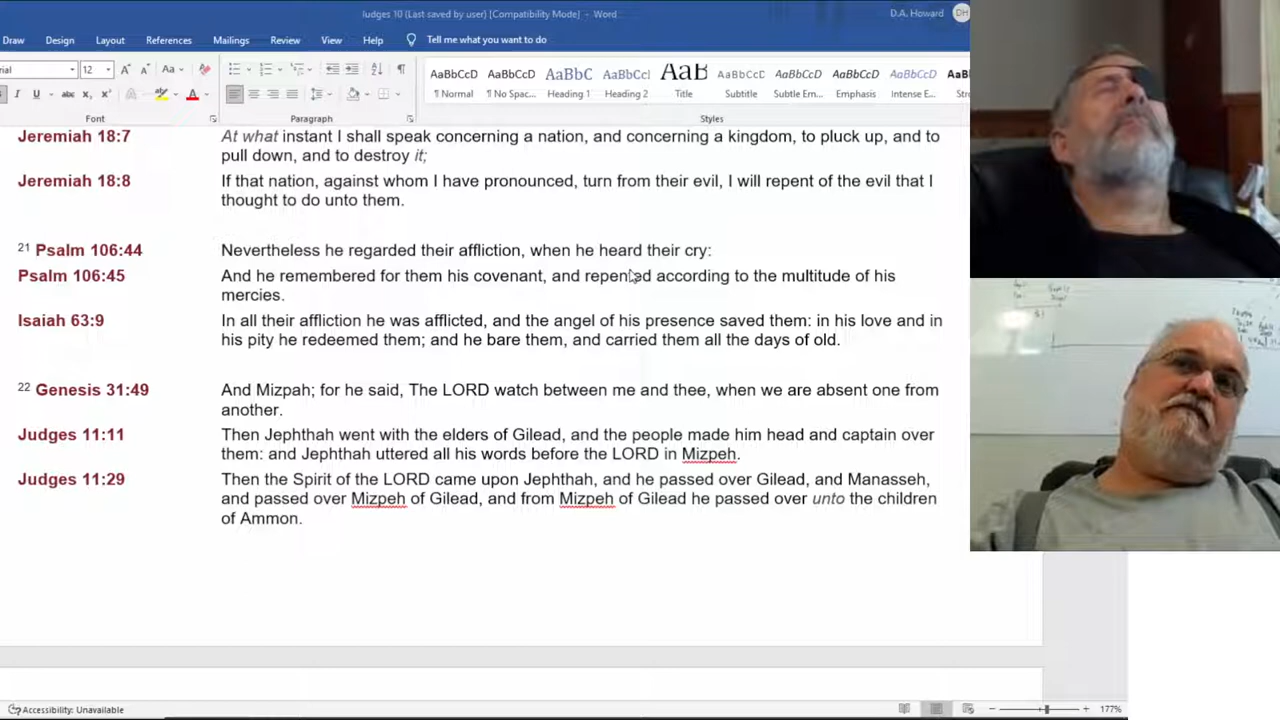 Judges 10 (Last saved by user) [Compatibility Mode] - Word
D.A. Howard DH
Draw Design Layout References Mailings Review View Help Tell me what you want to do
rial 12 Aa
AaBbCcD AaBbCcD AaBbC AaBbCcI AaB AaBbCcD AaBbCcD AaBbCcD AaBbCcD AaB
I U abc X₂ X² A
¶ Normal ¶ No Spac... Heading 1 Heading 2 Title Subtitle Subtle Em... Emphasis Intense E...
Font Paragraph Styles
Jeremiah 18:7 At what instant I shall speak concerning a nation, and concerning a kingdom, to pluck up, and to
pull down, and to destroy it;
Jeremiah 18:8 If that nation, against whom I have pronounced, turn from their evil, I will repent of the evil that I
thought to do unto them.
21 Psalm 106:44 Nevertheless he regarded their affliction, when he heard their cry:
Psalm 106:45 And he remembered for them his covenant, and repented according to the multitude of his
mercies.
Isaiah 63:9 In all their affliction he was afflicted, and the angel of his presence saved them: in his love and in
his pity he redeemed them; and he bare them, and carried them all the days of old.
22 Genesis 31:49 And Mizpah; for he said, The LORD watch between me and thee, when we are absent one from
another.
Judges 11:11 Then Jephthah went with the elders of Gilead, and the people made him head and captain over
them: and Jephthah uttered all his words before the LORD in Mizpeh.
Judges 11:29 Then the Spirit of the LORD came upon Jephthah, and he passed over Gilead, and Manasseh,
and passed over Mizpeh of Gilead, and from Mizpeh of Gilead he passed over unto the children
of Ammon.
Accessibility: Unavailable
177%